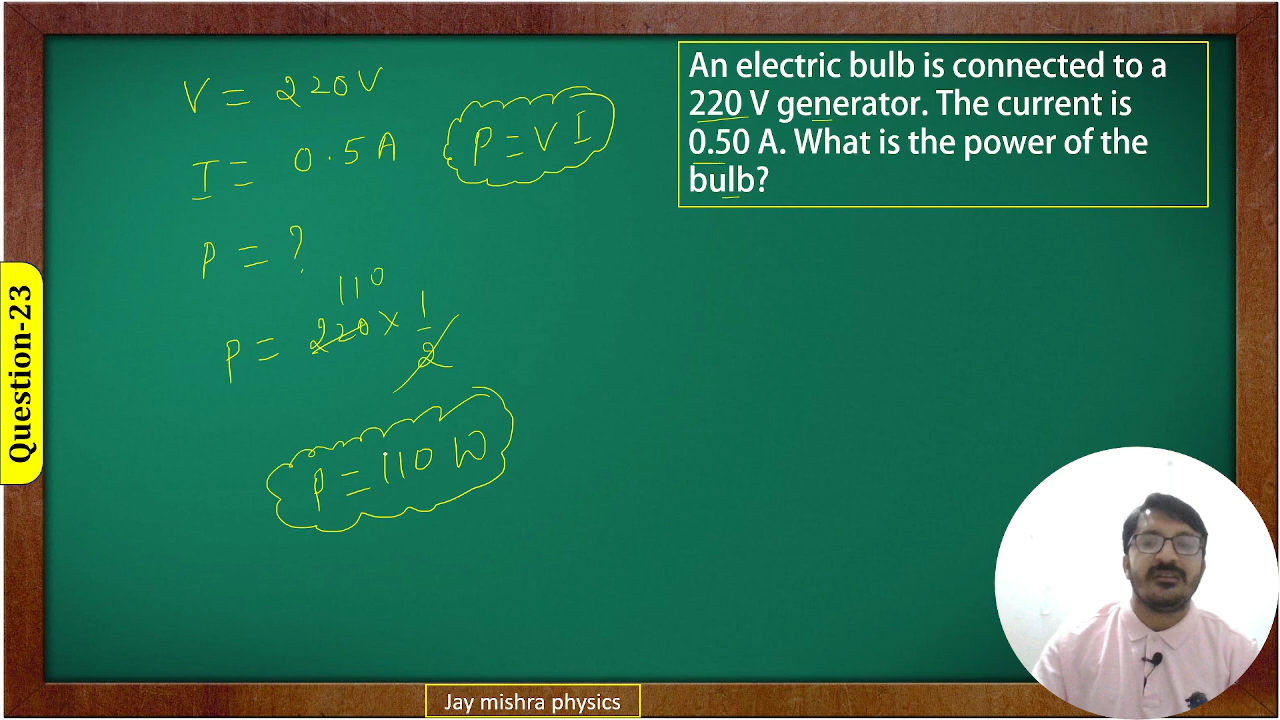 An electric bulb is connected to a
220 V generator. The current is
0.50 A. What is the power of the
bulb?
V = 220V
I = 0.5A
P = V I
P = ?
110
P = 220 × 1/2
P = 110 W
Question-23
Jay mishra physics